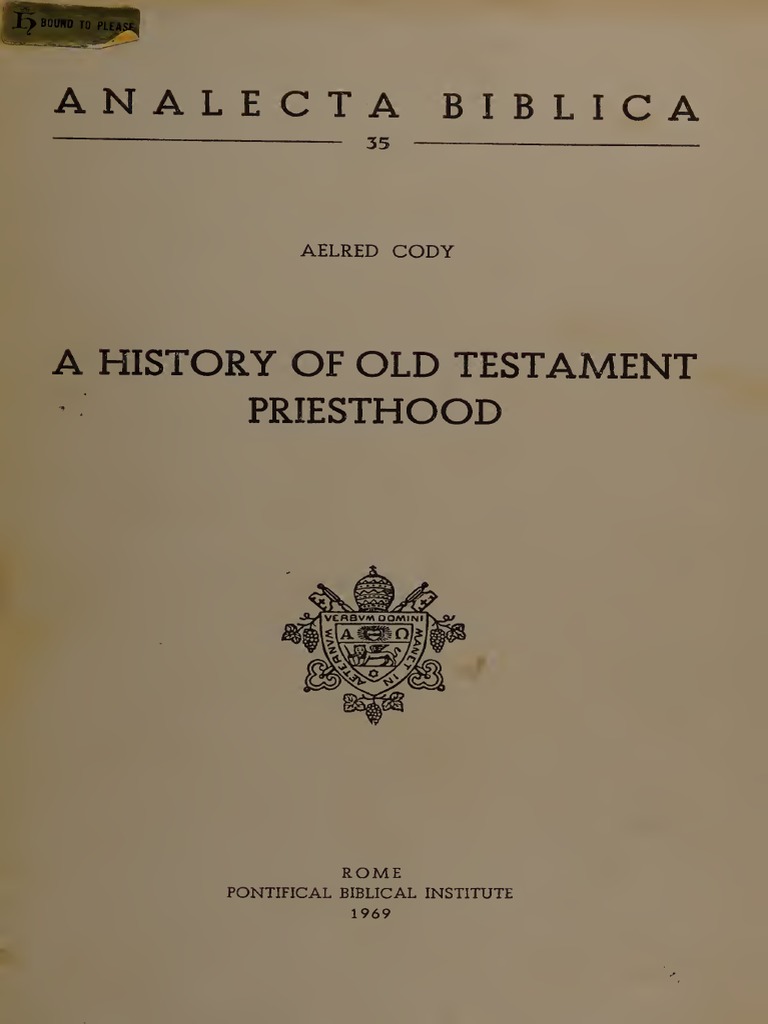 BOUND TO PLEASE
ANALECTA BIBLICA
35
AELRED CODY
A HISTORY OF OLD TESTAMENT
PRIESTHOOD
VERBVM DOMINI
MANET IN
AETERNVM
A Ω
ROME
PONTIFICAL BIBLICAL INSTITUTE
1969